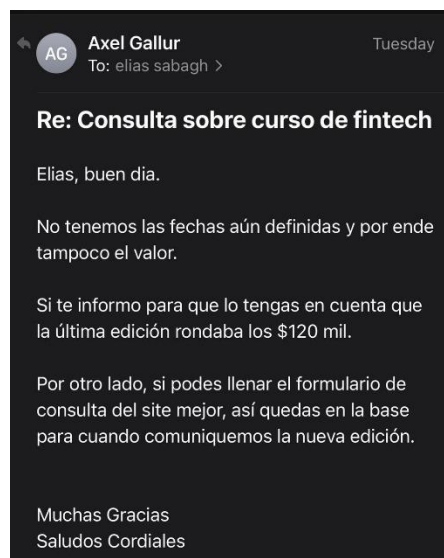 AG
Axel Gallur
Tuesday
To: elias sabagh >
Re: Consulta sobre curso de fintech
Elias, buen dia.
No tenemos las fechas aún definidas y por ende
tampoco el valor.
Si te informo para que lo tengas en cuenta que
la última edición rondaba los $120 mil.
Por otro lado, si podes llenar el formulario de
consulta del site mejor, así quedas en la base
para cuando comuniquemos la nueva edición.
Muchas Gracias
Saludos Cordiales